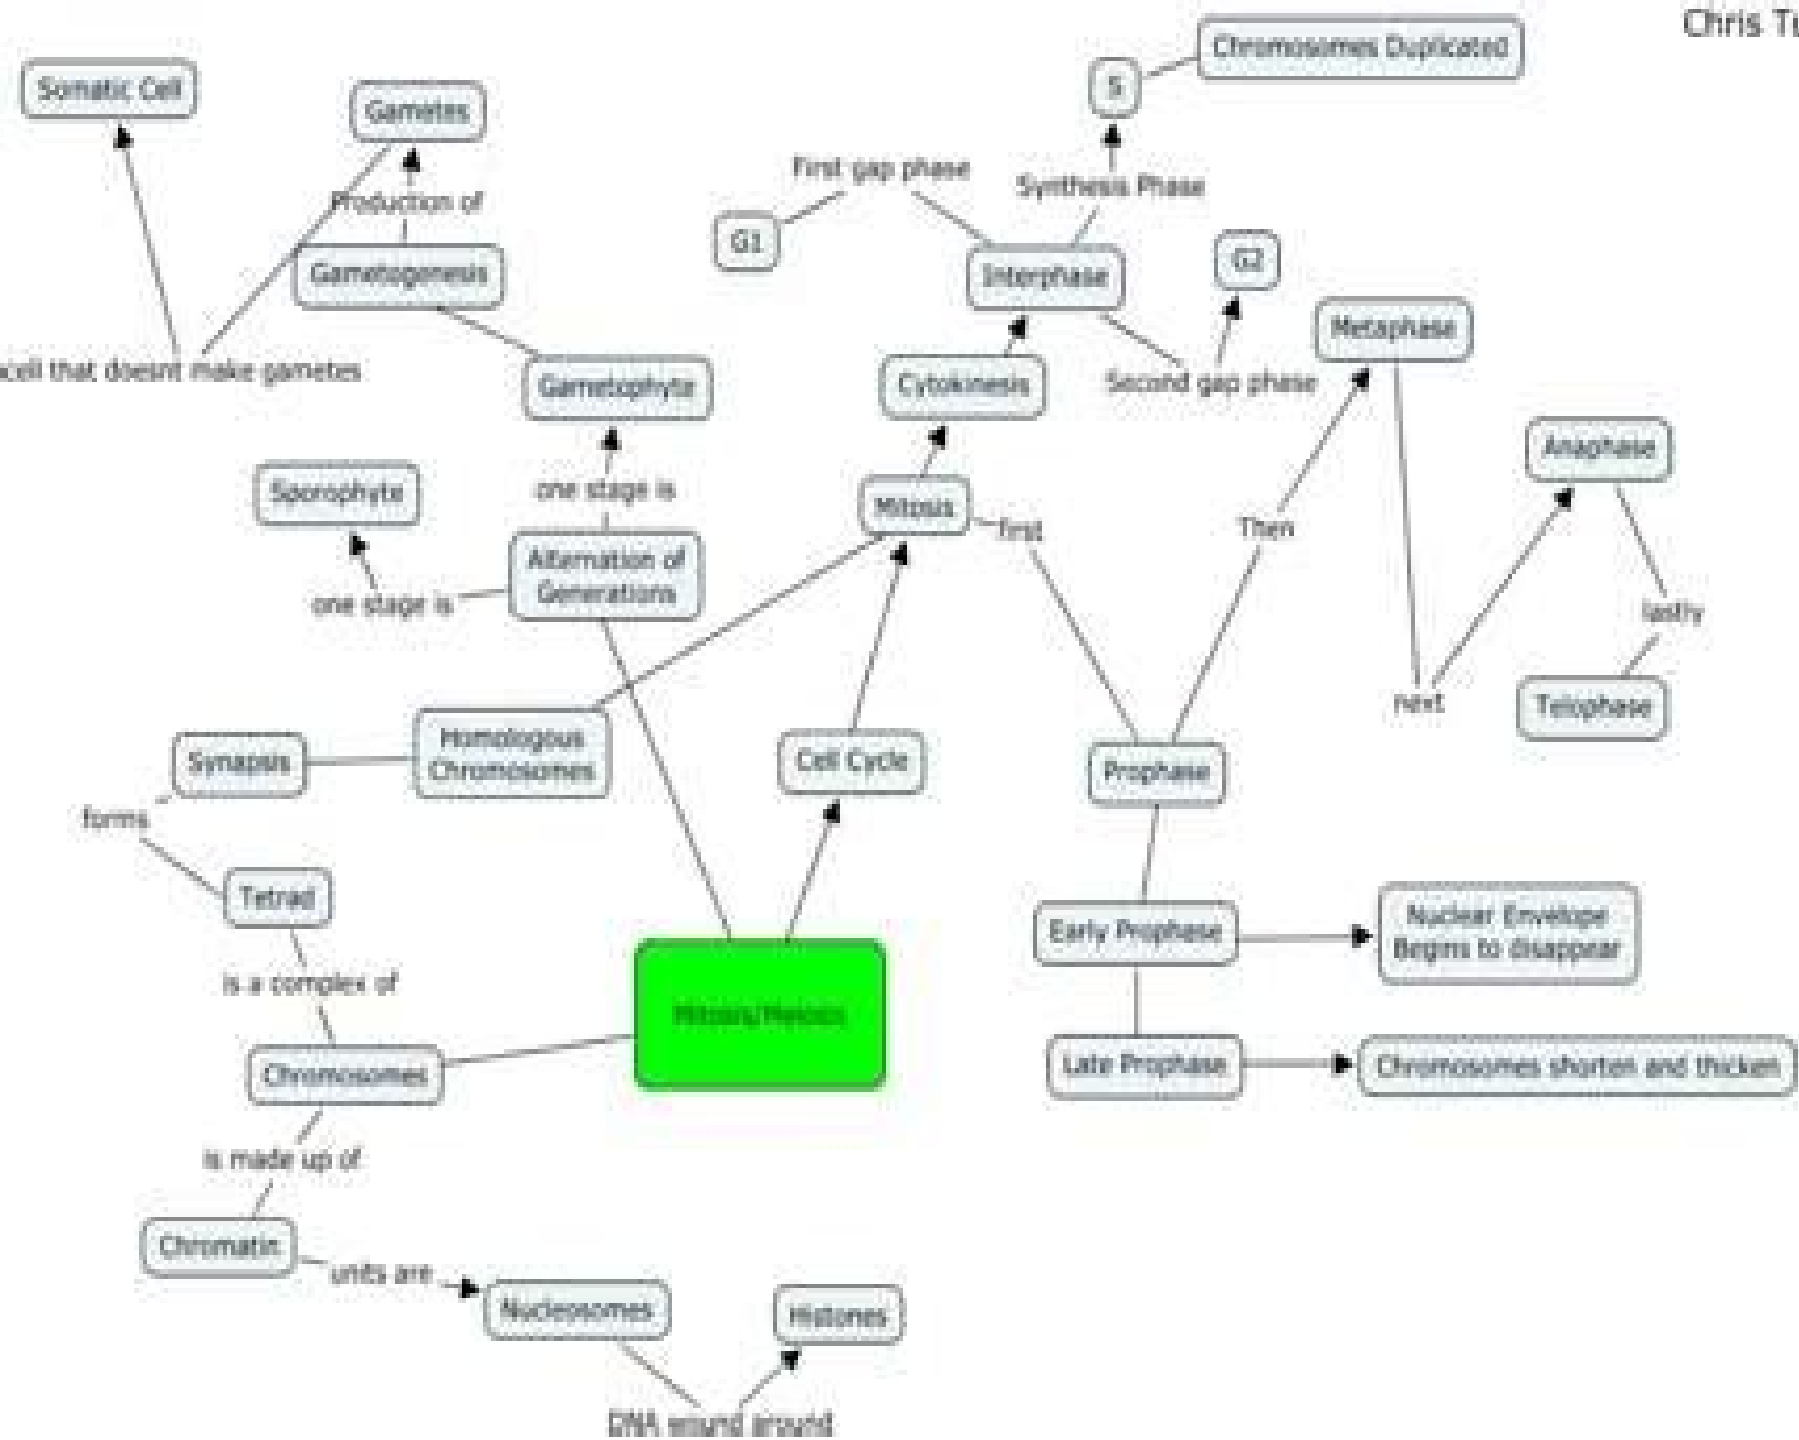 Chris
Chromosomes Duplicated
Somatic Cell
S
Gametes
First gap phase
Synthesis Phase
Production of
G1
G2
Gametogenesis
Interphase
Metaphase
cell that doesnt make gametes
Gametophyte
Cytokinesis
Second gap phase
Anaphase
Sporophyte
one stage is
Mitosis
first
Then
Alternation of
Generations
one stage is
lastly
next
Telophase
Homologous
Chromosomes
Synapsis
Cell Cycle
Prophase
forms
Tetrad
Nuclear Envelope
Begins to disappear
Early Prophase
is a complex of
Mitosis/Meiosis
Chromosomes
Late Prophase
Chromosomes shorten and thicken
is made up of
Chromatin
units are
Nucleosomes
Histones
DNA wound around